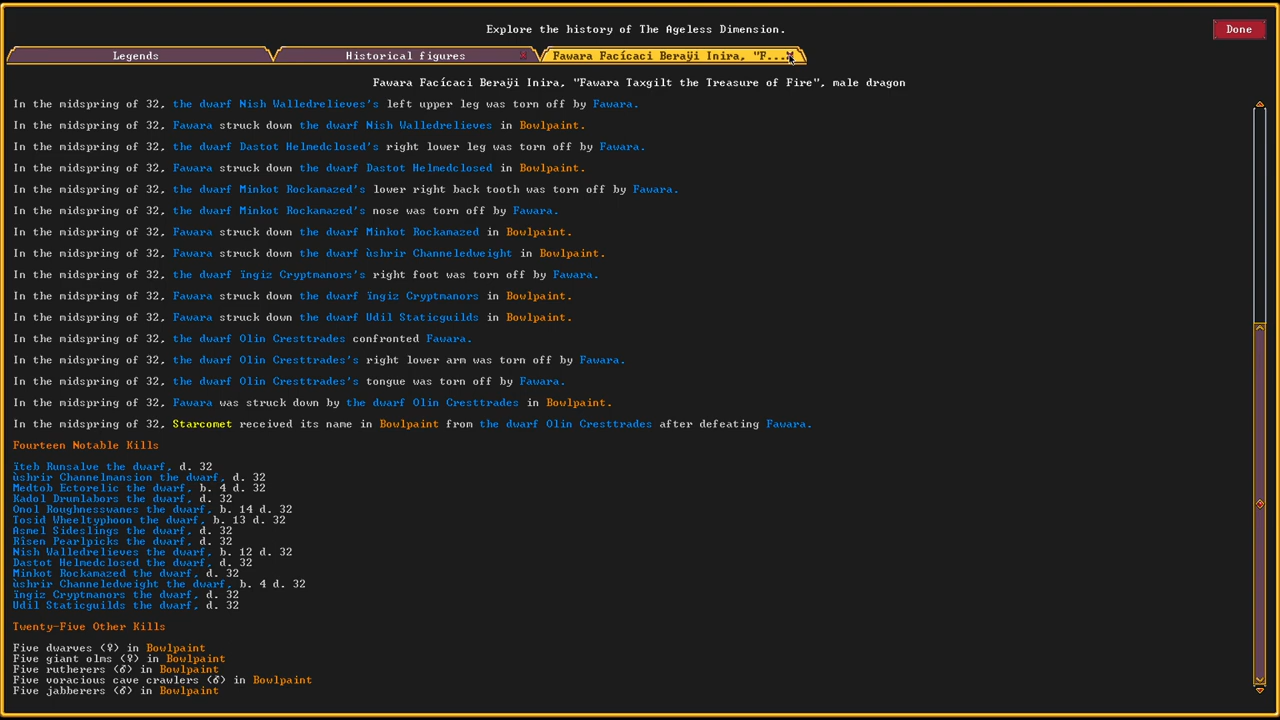 Explore the history of The Ageless Dimension.
Done
Legends
Historical figures
Fawara Facícaci Beraÿi Inira, "F...
Fawara Facícaci Beraÿi Inira, "Fawara Taxgilt the Treasure of Fire", male dragon
In the midspring of 32, the dwarf Nish Walledrelieves's left upper leg was torn off by Fawara.
In the midspring of 32, Fawara struck down the dwarf Nish Walledrelieves in Bowlpaint.
In the midspring of 32, the dwarf Dastot Helmedclosed's right lower leg was torn off by Fawara.
In the midspring of 32, Fawara struck down the dwarf Dastot Helmedclosed in Bowlpaint.
In the midspring of 32, the dwarf Minkot Rockamazed's lower right back tooth was torn off by Fawara.
In the midspring of 32, the dwarf Minkot Rockamazed's nose was torn off by Fawara.
In the midspring of 32, Fawara struck down the dwarf Minkot Rockamazed in Bowlpaint.
In the midspring of 32, Fawara struck down the dwarf ùshrir Channeledweight in Bowlpaint.
In the midspring of 32, the dwarf ïngiz Cryptmanors's right foot was torn off by Fawara.
In the midspring of 32, Fawara struck down the dwarf ïngiz Cryptmanors in Bowlpaint.
In the midspring of 32, Fawara struck down the dwarf Udil Staticguilds in Bowlpaint.
In the midspring of 32, the dwarf Olin Cresttrades confronted Fawara.
In the midspring of 32, the dwarf Olin Cresttrades's right lower arm was torn off by Fawara.
In the midspring of 32, the dwarf Olin Cresttrades's tongue was torn off by Fawara.
In the midspring of 32, Fawara was struck down by the dwarf Olin Cresttrades in Bowlpaint.
In the midspring of 32, Starcomet received its name in Bowlpaint from the dwarf Olin Cresttrades after defeating Fawara.
Fourteen Notable Kills
ïteb Runsalve the dwarf, d. 32
ùshrir Channelmansion the dwarf, d. 32
Medtob Ectorelic the dwarf, b. 4 d. 32
Kadol Drumlabors the dwarf, d. 32
Onol Roughnesswanes the dwarf, b. 14 d. 32
Tosid Wheeltyphoon the dwarf, b. 13 d. 32
Asmel Sideslings the dwarf, d. 32
Rîsen Pearlpicks the dwarf, d. 32
Nish Walledrelieves the dwarf, b. 12 d. 32
Dastot Helmedclosed the dwarf, d. 32
Minkot Rockamazed the dwarf, d. 32
ùshrir Channeledweight the dwarf, b. 4 d. 32
ïngiz Cryptmanors the dwarf, d. 32
Udil Staticguilds the dwarf, d. 32
Twenty-Five Other Kills
Five dwarves (♀) in Bowlpaint
Five giant olms (♀) in Bowlpaint
Five rutherers (♂) in Bowlpaint
Five voracious cave crawlers (♂) in Bowlpaint
Five jabberers (♂) in Bowlpaint